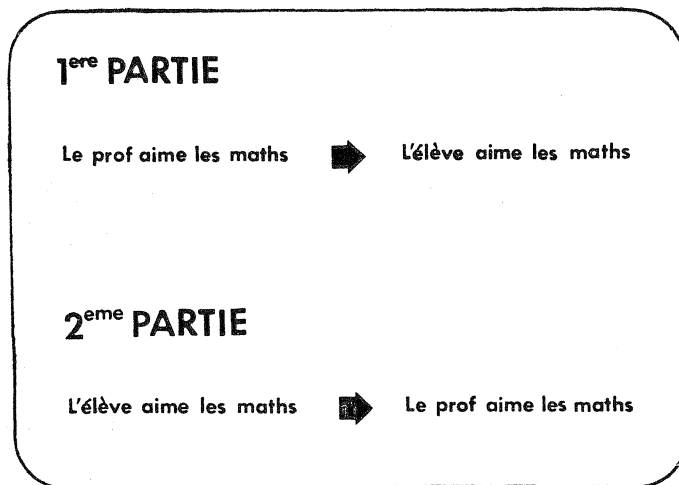 1ere PARTIE
Le prof aime les maths ➡ L'élève aime les maths
2eme PARTIE
L'élève aime les maths ➡ Le prof aime les maths